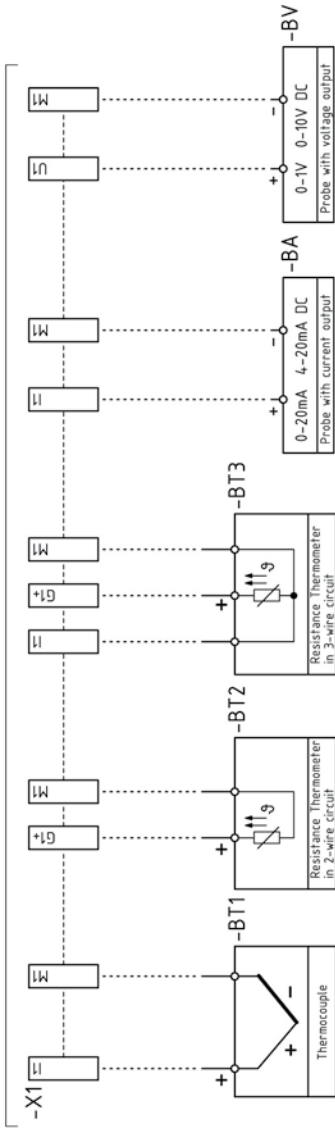 -X1
I1
M1
G1+
M1
I1
G1+
M1
I1
M1
U1
M1
-BT1
+
+ -
Thermocouple
-BT2
+
ϑ
Resistance Thermometer
in 2-wire circuit
-BT3
+
ϑ
Resistance Thermometer
in 3-wire circuit
-BA
+ -
0-20mA 4-20mA DC
Probe with current output
-BV
+ -
0-1V 0-10V DC
Probe with voltage output